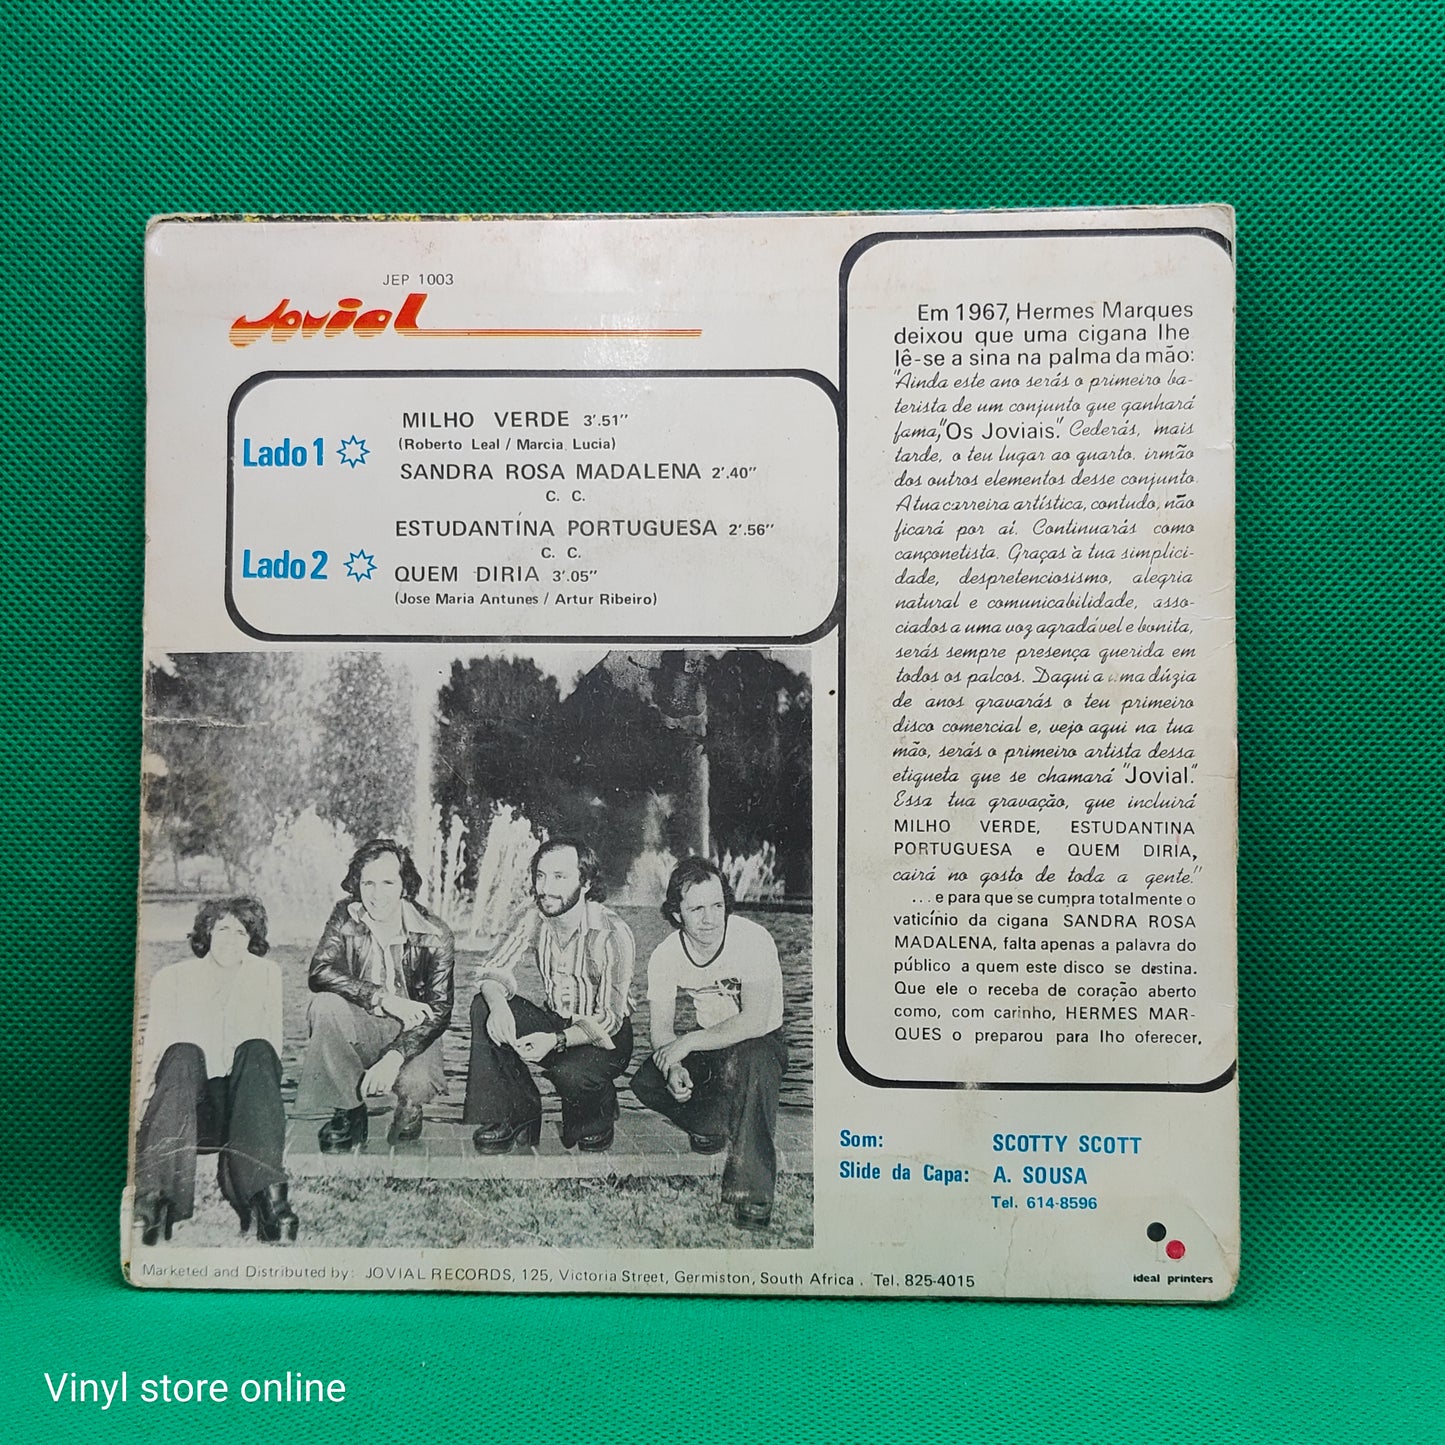 JEP 1003
Jovial
Lado 1
MILHO VERDE 3'.51"
(Roberto Leal / Marcia Lucia)
SANDRA ROSA MADALENA 2'.40"
C. C.
Lado 2
ESTUDANTÍNA PORTUGUESA 2'.56"
C. C.
QUEM DIRIA 3'.05"
(Jose Maria Antunes / Artur Ribeiro)
Em 1967, Hermes Marques
deixou que uma cigana lhe
lê-se a sina na palma da mão:
"Ainda este ano serás o primeiro ba-
terista de um conjunto que ganhará
fama,"Os Joviais". Cederás, mais
tarde, o teu lugar ao quarto irmão
dos outros elementos desse conjunto.
A tua carreira artística, contudo, não
ficará por aí. Continuarás como
cançonetista. Graças à tua simplici-
dade, despretenciosismo, alegria
natural e comunicabilidade, asso-
ciados a uma voz agradável e bonita,
serás sempre presença querida em
todos os palcos. Daqui a uma dúzia
de anos gravarás o teu primeiro
disco comercial e, vejo aqui na tua
mão, serás o primeiro artista dessa
etiqueta que se chamará "Jovial."
Essa tua gravação, que incluirá
MILHO VERDE, ESTUDANTINA
PORTUGUESA e QUEM DIRIA,
cairá no gosto de toda a gente."
... e para que se cumpra totalmente o
vaticínio da cigana SANDRA ROSA
MADALENA, falta apenas a palavra do
público a quem este disco se destina.
Que ele o receba de coração aberto
como, com carinho, HERMES MAR-
QUES o preparou para lho oferecer,
Som: SCOTTY SCOTT
Slide da Capa: A. SOUSA
Tel. 614-8596
ideal printers
Marketed and Distributed by: JOVIAL RECORDS, 125, Victoria Street, Germiston, South Africa. Tel. 825-4015
Vinyl store online